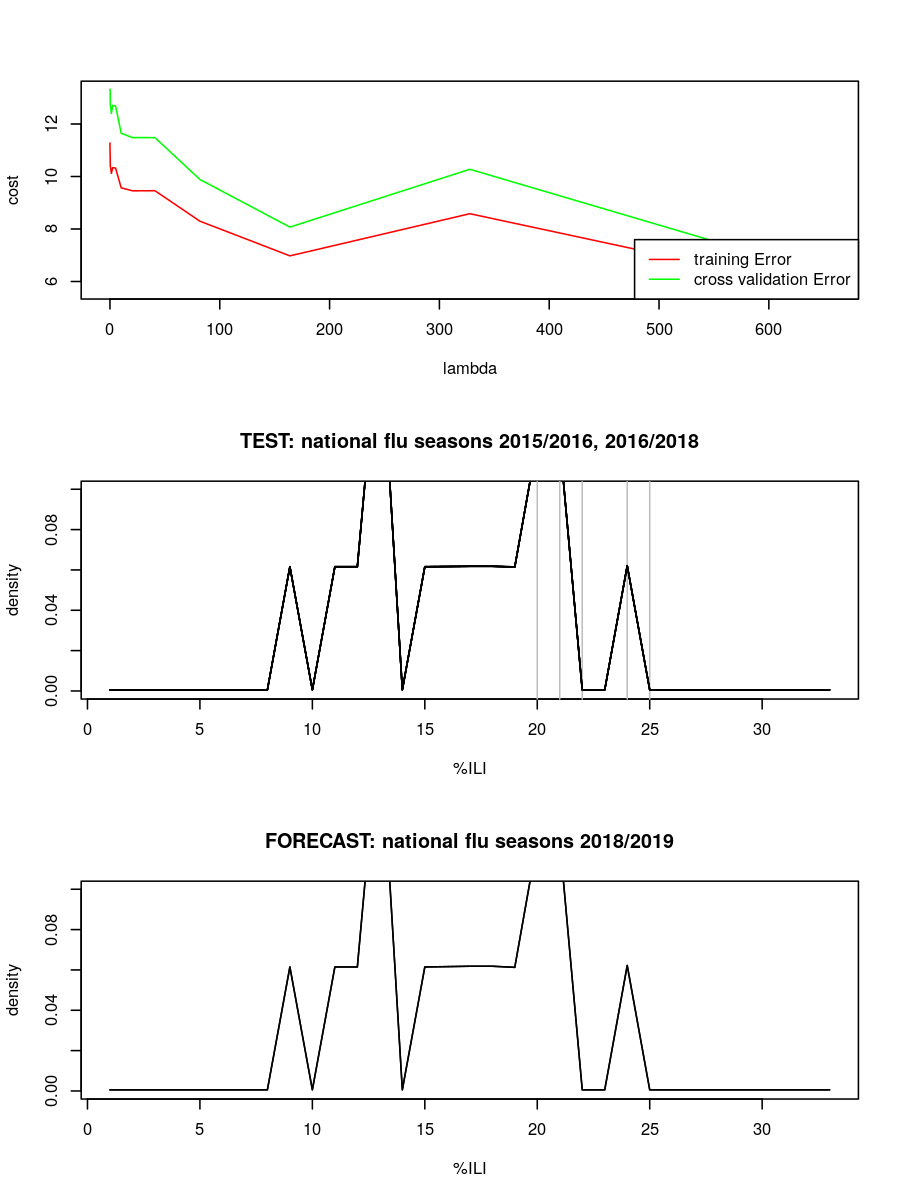 12
10
8
6
cost
training Error
cross validation Error
0 100 200 300 400 500 600
lambda
TEST: national flu seasons 2015/2016, 2016/2018
0.08
0.04
0.00
density
0 5 10 15 20 25 30
%ILI
FORECAST: national flu seasons 2018/2019
0.08
0.04
0.00
density
0 5 10 15 20 25 30
%ILI